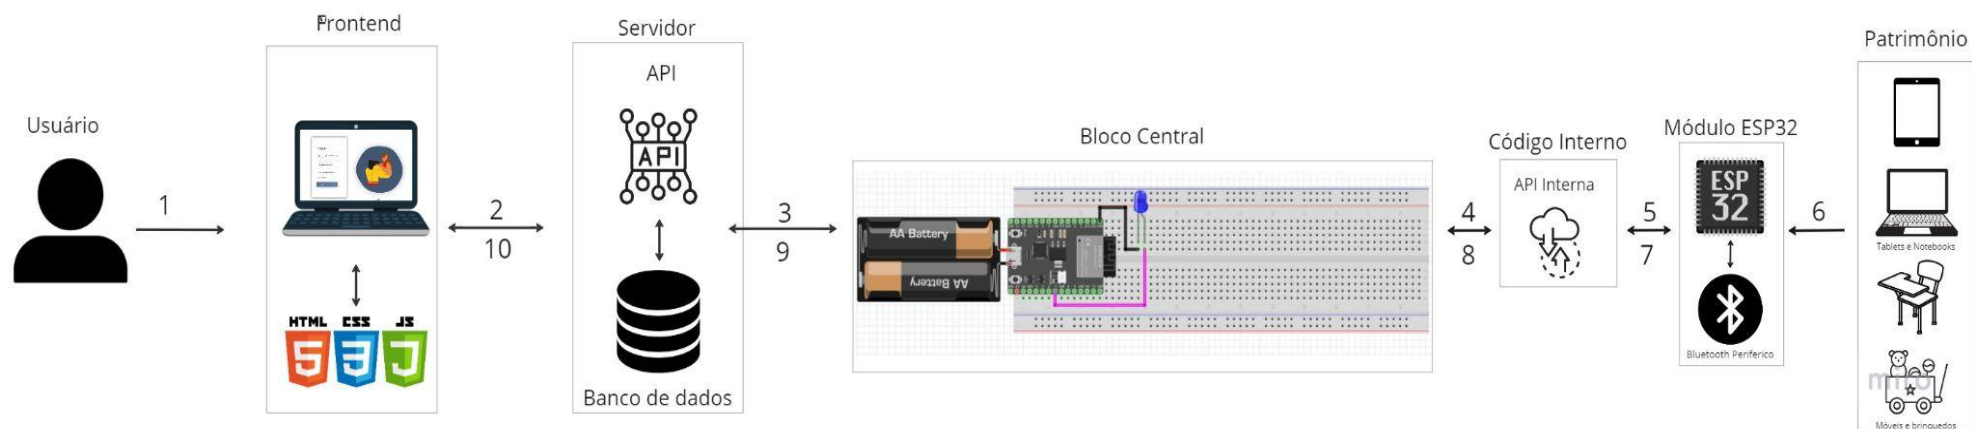 Usuário
1
Frontend
HTML CSS JS
5 3 J
2
10
Servidor
API
API
Banco de dados
3
9
Bloco Central
AA Battery
AA Battery
4
8
Código Interno
API Interna
5
7
Módulo ESP32
ESP
32
Bluetooth Periferico
6
Patrimônio
Tablets e Notebooks
miro
Móveis e brinquedos